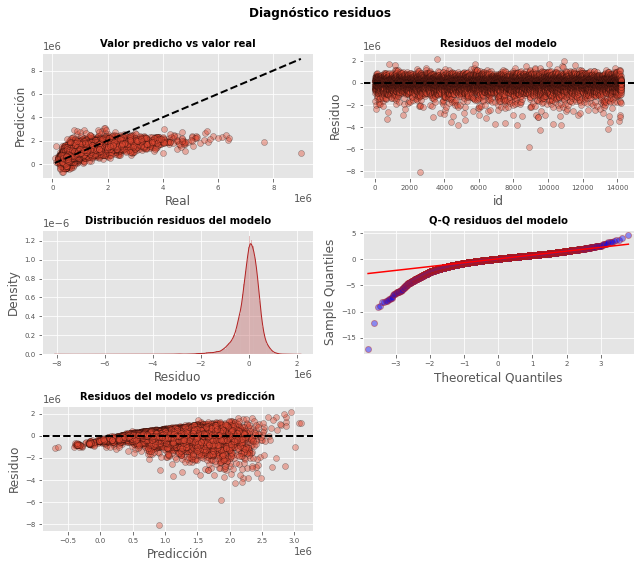 Diagnóstico residuos
Valor predicho vs valor real
1e6
Predicción
8
6
4
2
0
0 2 4 6 8
Real
1e6
Residuos del modelo
1e6
Residuo
2
0
−2
−4
−6
−8
0 2000 4000 6000 8000 10000 12000 14000
id
Distribución residuos del modelo
1e−6
Density
1.2
1.0
0.8
0.6
0.4
0.2
0.0
−8 −6 −4 −2 0 2
Residuo
1e6
Q-Q residuos del modelo
Sample Quantiles
5
0
−5
−10
−15
−3 −2 −1 0 1 2 3
Theoretical Quantiles
Residuos del modelo vs predicción
1e6
Residuo
2
0
−2
−4
−6
−8
−0.5 0.0 0.5 1.0 1.5 2.0 2.5 3.0
Predicción
1e6